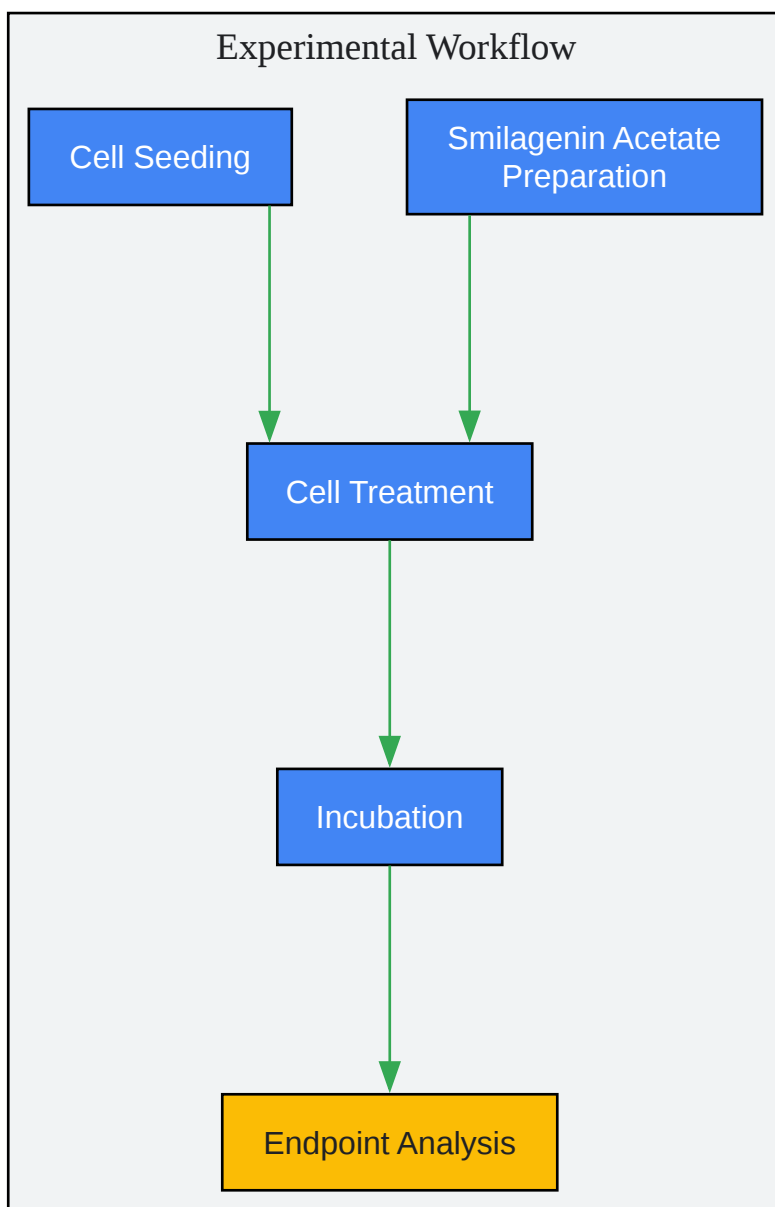 Experimental Workflow
Cell Seeding
Smilagenin Acetate
Preparation
Cell Treatment
Incubation
Endpoint Analysis